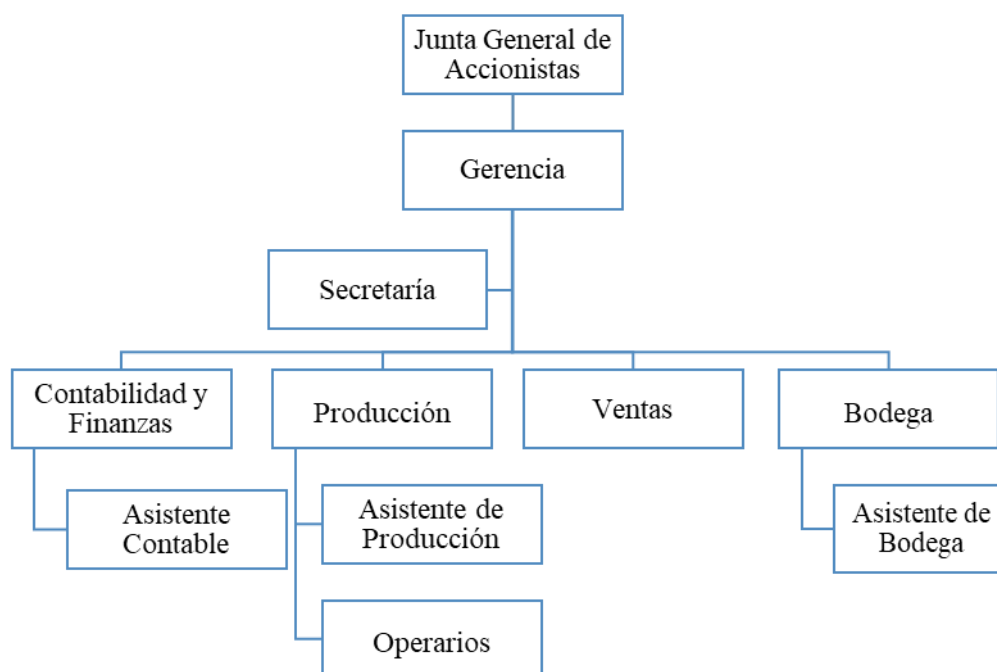 Junta General de
Accionistas
Gerencia
Secretaría
Contabilidad y
Finanzas
Producción
Ventas
Bodega
Asistente
Contable
Asistente de
Producción
Asistente de
Bodega
Operarios